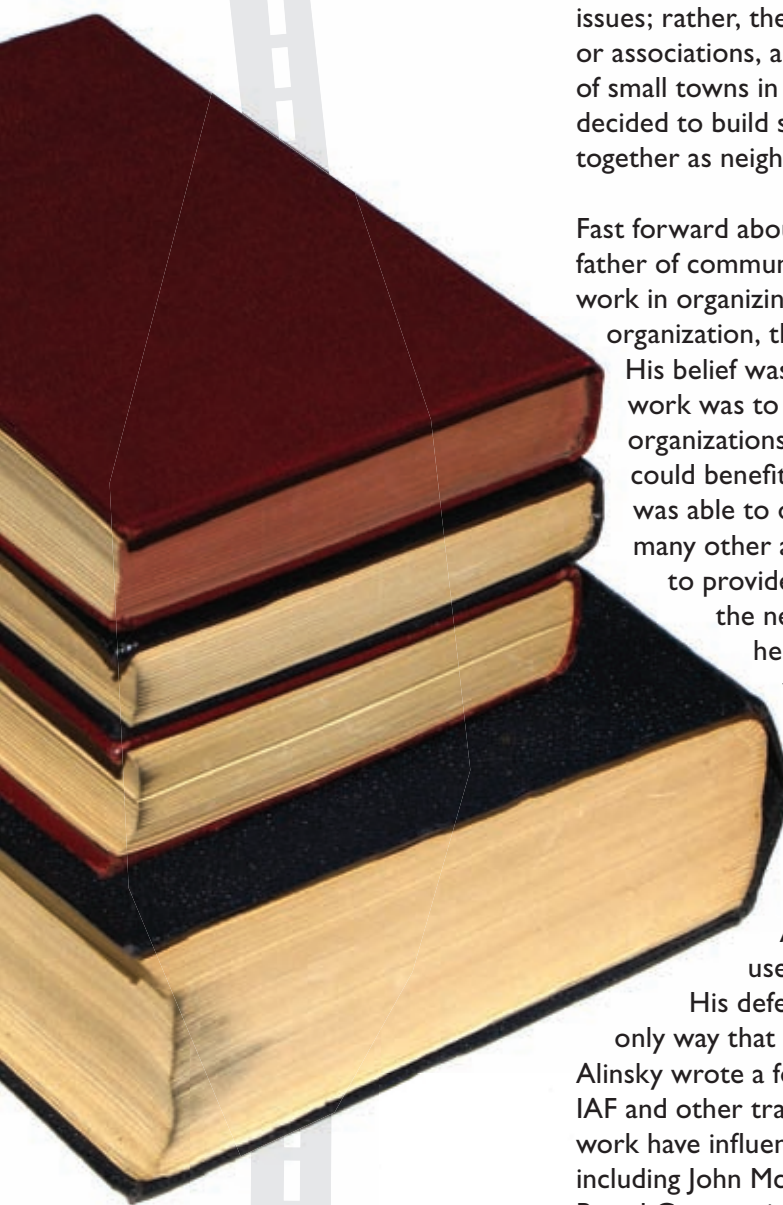 issues; rather, the
or associations, a
of small towns in
decided to build s
together as neigh
Fast forward abou
father of commun
work in organizin
organization, th
His belief was
work was to
organizations
could benefit
was able to c
many other a
to provide
the ne
he
use
His defe
only way that
Alinsky wrote a fe
IAF and other tra
work have influen
including John Mc